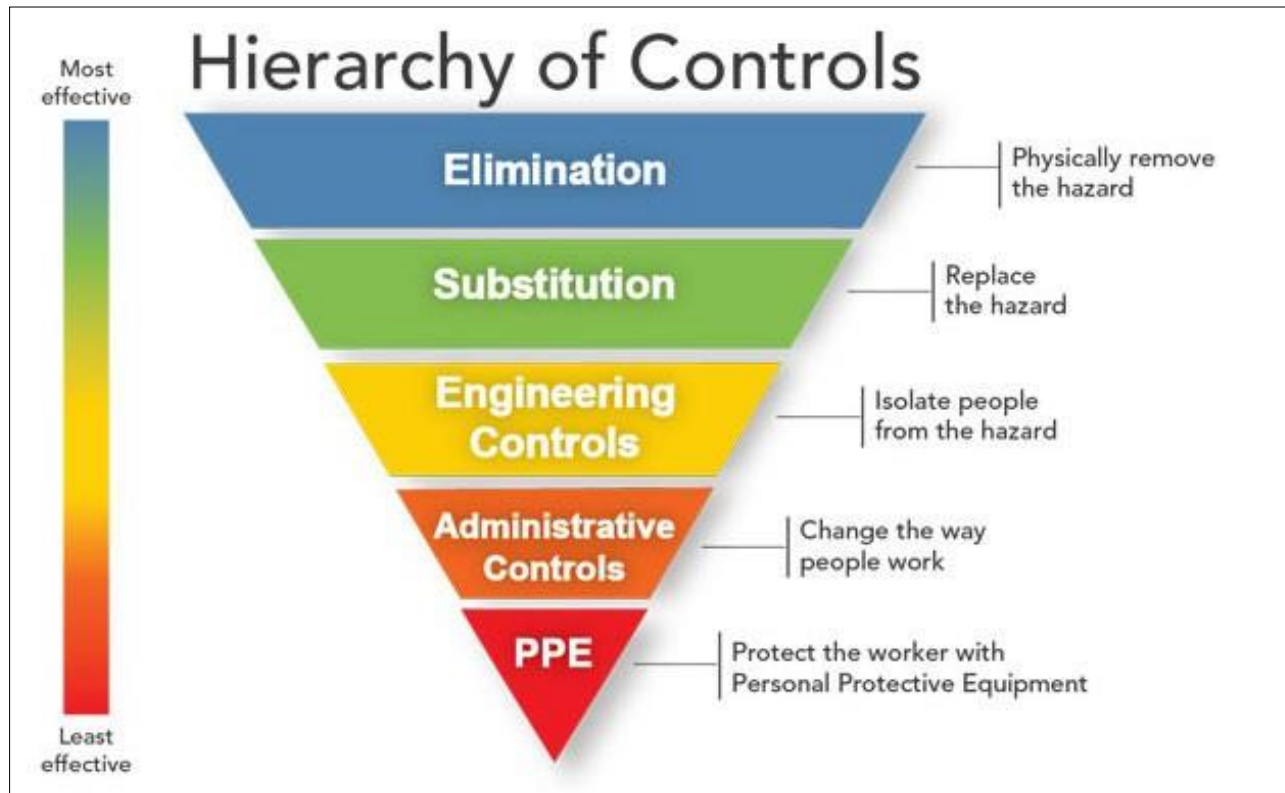 Hierarchy of Controls
Most
effective
Elimination
Physically remove
the hazard
Substitution
Replace
the hazard
Engineering
Controls
Isolate people
from the hazard
Administrative
Controls
Change the way
people work
PPE
Protect the worker with
Personal Protective Equipment
Least
effective